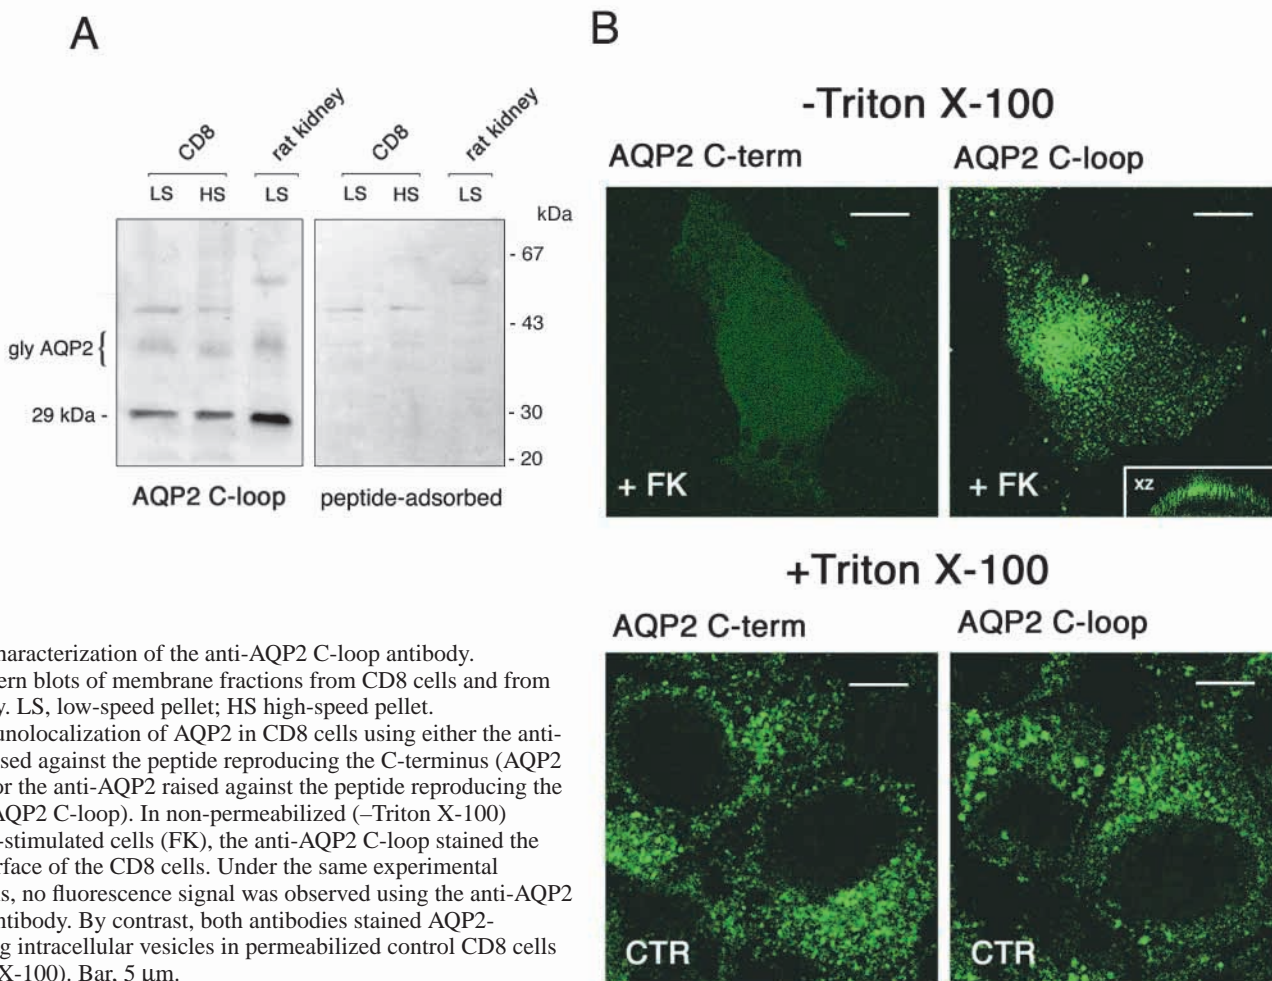 A
CD8
rat kidney
CD8
rat kidney
LS
HS
LS
LS
HS
LS
kDa
- 67
- 43
gly AQP2 {
29 kDa -
- 30
- 20
AQP2 C-loop
peptide-adsorbed
B
-Triton X-100
AQP2 C-term
AQP2 C-loop
+ FK
+ FK
xz
+Triton X-100
AQP2 C-term
AQP2 C-loop
CTR
CTR
haracterization of the anti-AQP2 C-loop antibody.
ern blots of membrane fractions from CD8 cells and from
y. LS, low-speed pellet; HS high-speed pellet.
unolocalization of AQP2 in CD8 cells using either the anti-
sed against the peptide reproducing the C-terminus (AQP2
or the anti-AQP2 raised against the peptide reproducing the
AQP2 C-loop). In non-permeabilized (–Triton X-100)
-stimulated cells (FK), the anti-AQP2 C-loop stained the
rface of the CD8 cells. Under the same experimental
s, no fluorescence signal was observed using the anti-AQP2
ntibody. By contrast, both antibodies stained AQP2-
g intracellular vesicles in permeabilized control CD8 cells
X-100). Bar, 5 µm.